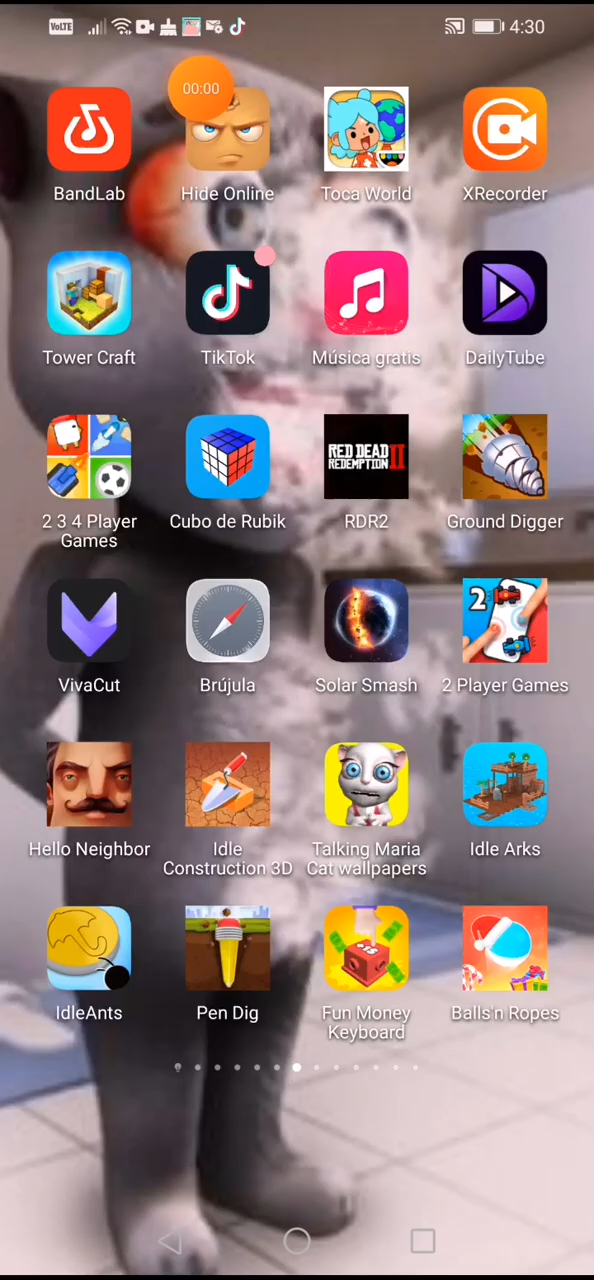 VoLTE 4:30
00:00
BandLab Hide Online Toca World XRecorder
Tower Craft TikTok Música gratis DailyTube
RED DEAD
REDEMPTION II
2 3 4 Player
Games Cubo de Rubik RDR2 Ground Digger
2
VivaCut Brújula Solar Smash 2 Player Games
Hello Neighbor Idle
Construction 3D Talking Maria
Cat wallpapers Idle Arks
IdleAnts Pen Dig Fun Money
Keyboard Balls'n Ropes